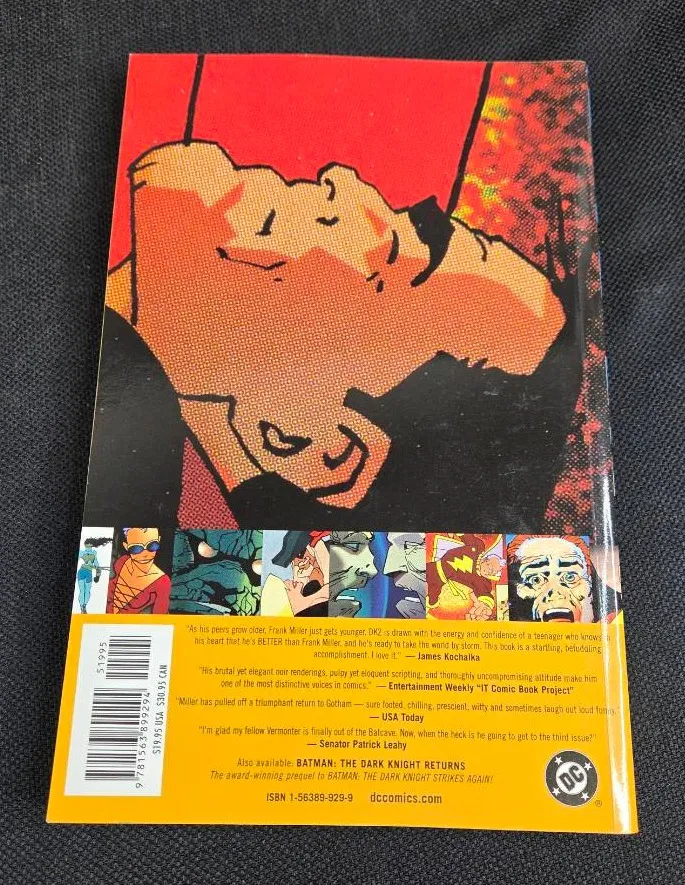 "As his peers grow older, Frank Miller just gets younger. DK2 is drawn with the energy and confidence of a teenager who knows in
his heart that he's BETTER than Frank Miller, and he's ready to take the world by storm. This book is a startling, befuddling
accomplishment. I love it." — James Kochalka
"His brutal yet elegant noir renderings, pulpy yet eloquent scripting, and thoroughly uncompromising attitude make him
one of the most distinctive voices in comics." — Entertainment Weekly "IT Comic Book Project"
"Miller has pulled off a triumphant return to Gotham — sure footed, chilling, prescient, witty and sometimes laugh out loud funny."
— USA Today
"I'm glad my fellow Vermonter is finally out of the Batcave. Now, when the heck is he going to get to the third issue?"
— Senator Patrick Leahy
Also available: BATMAN: THE DARK KNIGHT RETURNS
The award-winning prequel to BATMAN: THE DARK KNIGHT STRIKES AGAIN!
ISBN 1-56389-929-9 dccomics.com
51995
9 781563 899294
$19.95 USA $30.95 CAN
DC
®